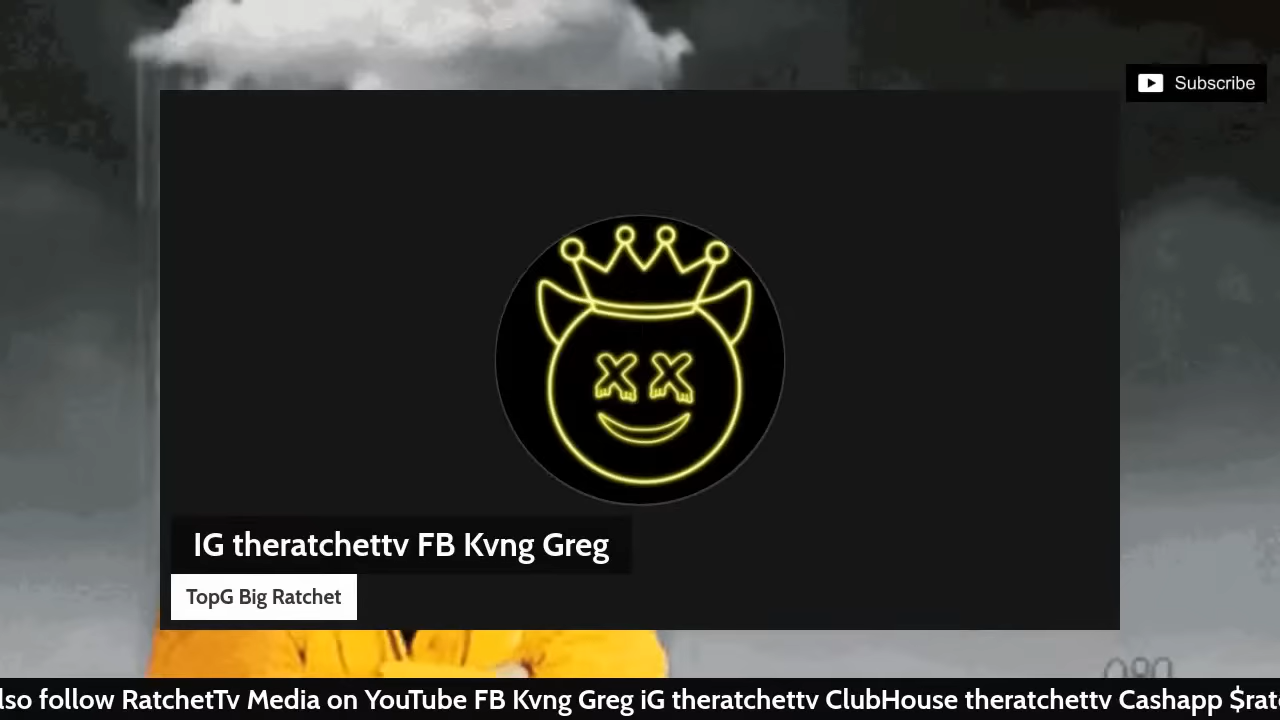 Subscribe
IG theratchettv FB Kvng Greg
TopG Big Ratchet
follow RatchetTv Media on YouTube FB Kvng Greg iG theratchettv ClubHouse theratchettv Cashapp